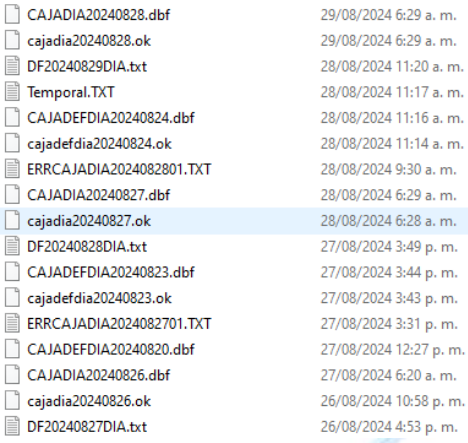 CAJADIA20240828.dbf 29/08/2024 6:29 a. m.
cajadia20240828.ok 29/08/2024 6:29 a. m.
DF20240829DIA.txt 28/08/2024 11:20 a. m.
Temporal.TXT 28/08/2024 11:17 a. m.
CAJADEFDIA20240824.dbf 28/08/2024 11:16 a. m.
cajadefdia20240824.ok 28/08/2024 11:14 a. m.
ERRCAJADIA2024082801.TXT 28/08/2024 9:30 a. m.
CAJADIA20240827.dbf 28/08/2024 6:29 a. m.
cajadia20240827.ok 28/08/2024 6:28 a. m.
DF20240828DIA.txt 27/08/2024 3:49 p. m.
CAJADEFDIA20240823.dbf 27/08/2024 3:44 p. m.
cajadefdia20240823.ok 27/08/2024 3:43 p. m.
ERRCAJADIA2024082701.TXT 27/08/2024 3:31 p. m.
CAJADEFDIA20240820.dbf 27/08/2024 12:27 p. m.
CAJADIA20240826.dbf 27/08/2024 6:20 a. m.
cajadia20240826.ok 26/08/2024 10:58 p. m.
DF20240827DIA.txt 26/08/2024 4:53 p. m.